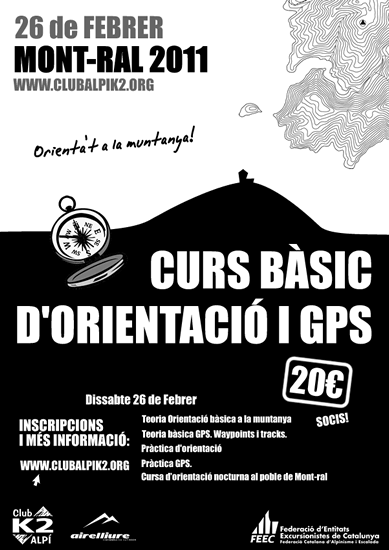 26 de FEBRER
MONT-RAL 2011
WWW.CLUBALPIK2.ORG
Orienta't a la muntanya!
N
E
W
CURS BÀSIC
D'ORIENTACIÓ I GPS
20€
SOCIS!
Dissabte 26 de Febrer
INSCRIPCIONS
I MÉS INFORMACIÓ:
WWW.CLUBALPIK2.ORG
Teoria Orientació bàsica a la muntanya
Teoria bàsica GPS. Waypoints i tracks.
Pràctica d'orientació
Pràctica GPS.
Cursa d'orientació nocturna al poble de Mont-ral
Club
K2
ALPÍ
airelliure
FEEC
Federació d'Entitats
Excursionistes de Catalunya
Federació Catalana d'Alpinisme i Escalada